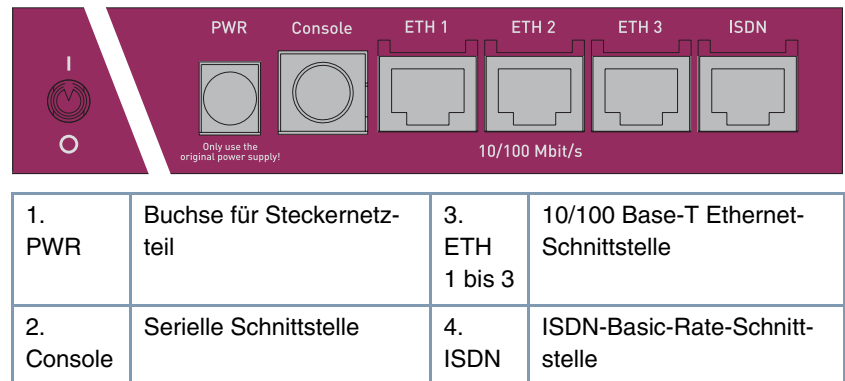 PWR Console ETH 1 ETH 2 ETH 3 ISDN
I
O
Only use the
original power supply!
10/100 Mbit/s
1.
PWR
Buchse für Steckernetz-
teil
3.
ETH
1 bis 3
10/100 Base-T Ethernet-
Schnittstelle
2.
Console
Serielle Schnittstelle
4.
ISDN
ISDN-Basic-Rate-Schnitt-
stelle